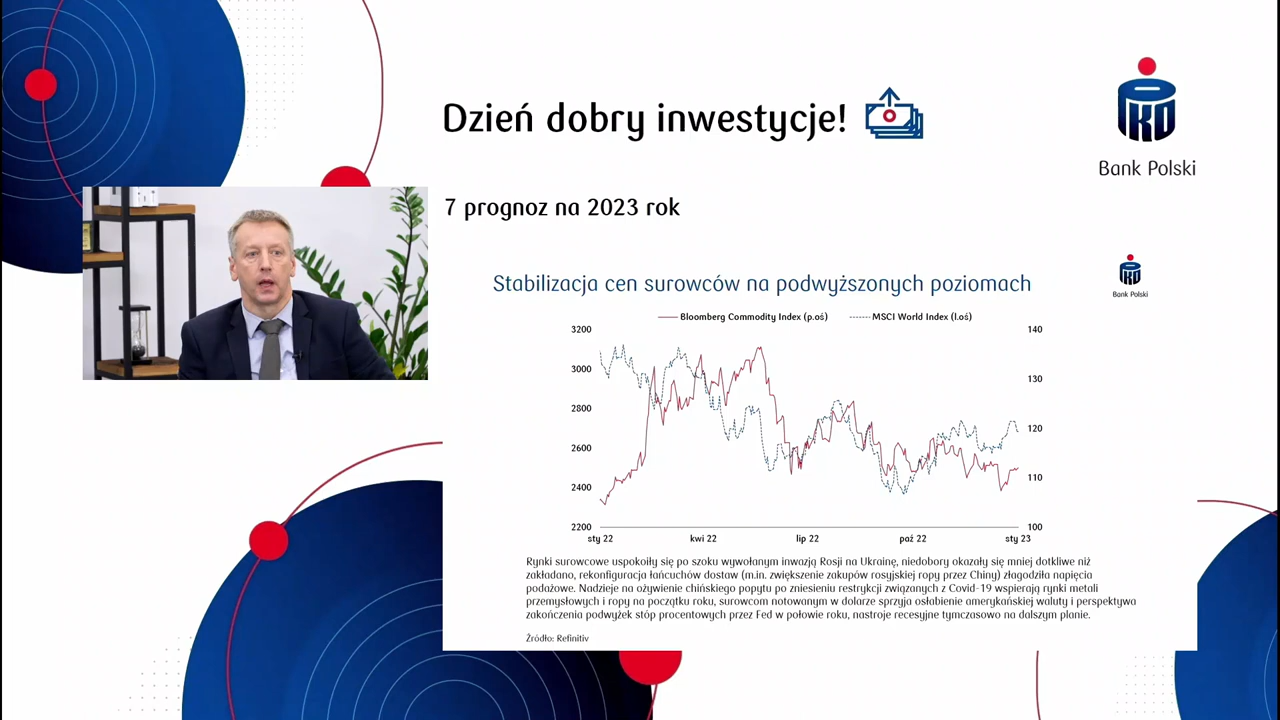 Dzień dobry inwestycje!
PKO
Bank Polski
7 prognoz na 2023 rok
Stabilizacja cen surowców na podwyższonych poziomach
PKO
Bank Polski
Bloomberg Commodity Index (p.oś) MSCI World Index (l.oś)
3200 140
3000 130
2800 120
2600 110
2400 100
2200
sty 22 kwi 22 lip 22 paź 22 sty 23
Rynki surowcowe uspokoiły się po szoku wywołanym inwazją Rosji na Ukrainę, niedobory okazały się mniej dotkliwe niż
zakładano, rekonfiguracja łańcuchów dostaw (m.in. zwiększenie zakupów rosyjskiej ropy przez Chiny) złagodziła napięcia
podażowe. Nadzieje na ożywienie chińskiego popytu po zniesieniu restrykcji związanych z Covid-19 wspierają rynki metali
przemysłowych i ropy na początku roku, surowcom notowanym w dolarze sprzyja osłabienie amerykańskiej waluty i perspektywa
zakończenia podwyżek stóp procentowych przez Fed w połowie roku, nastroje recesyjne tymczasowo na dalszym planie.
Źródło: Refinitiv